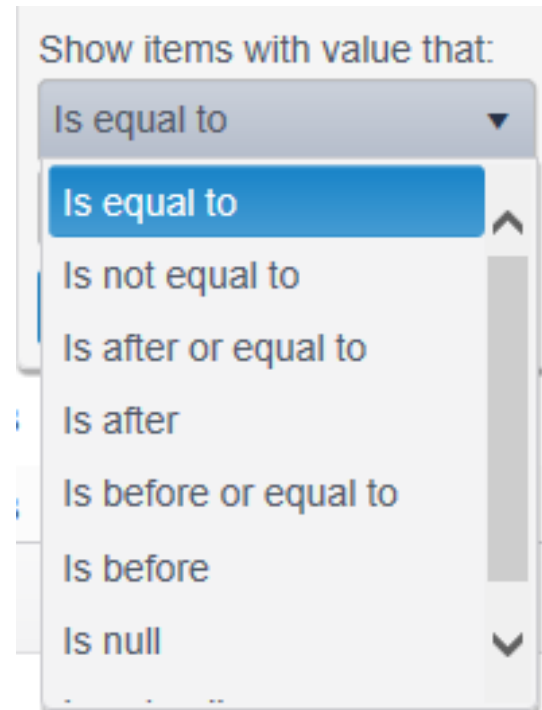 Show items with value that:
Is equal to
Is equal to
Is not equal to
Is after or equal to
Is after
Is before or equal to
Is before
Is null